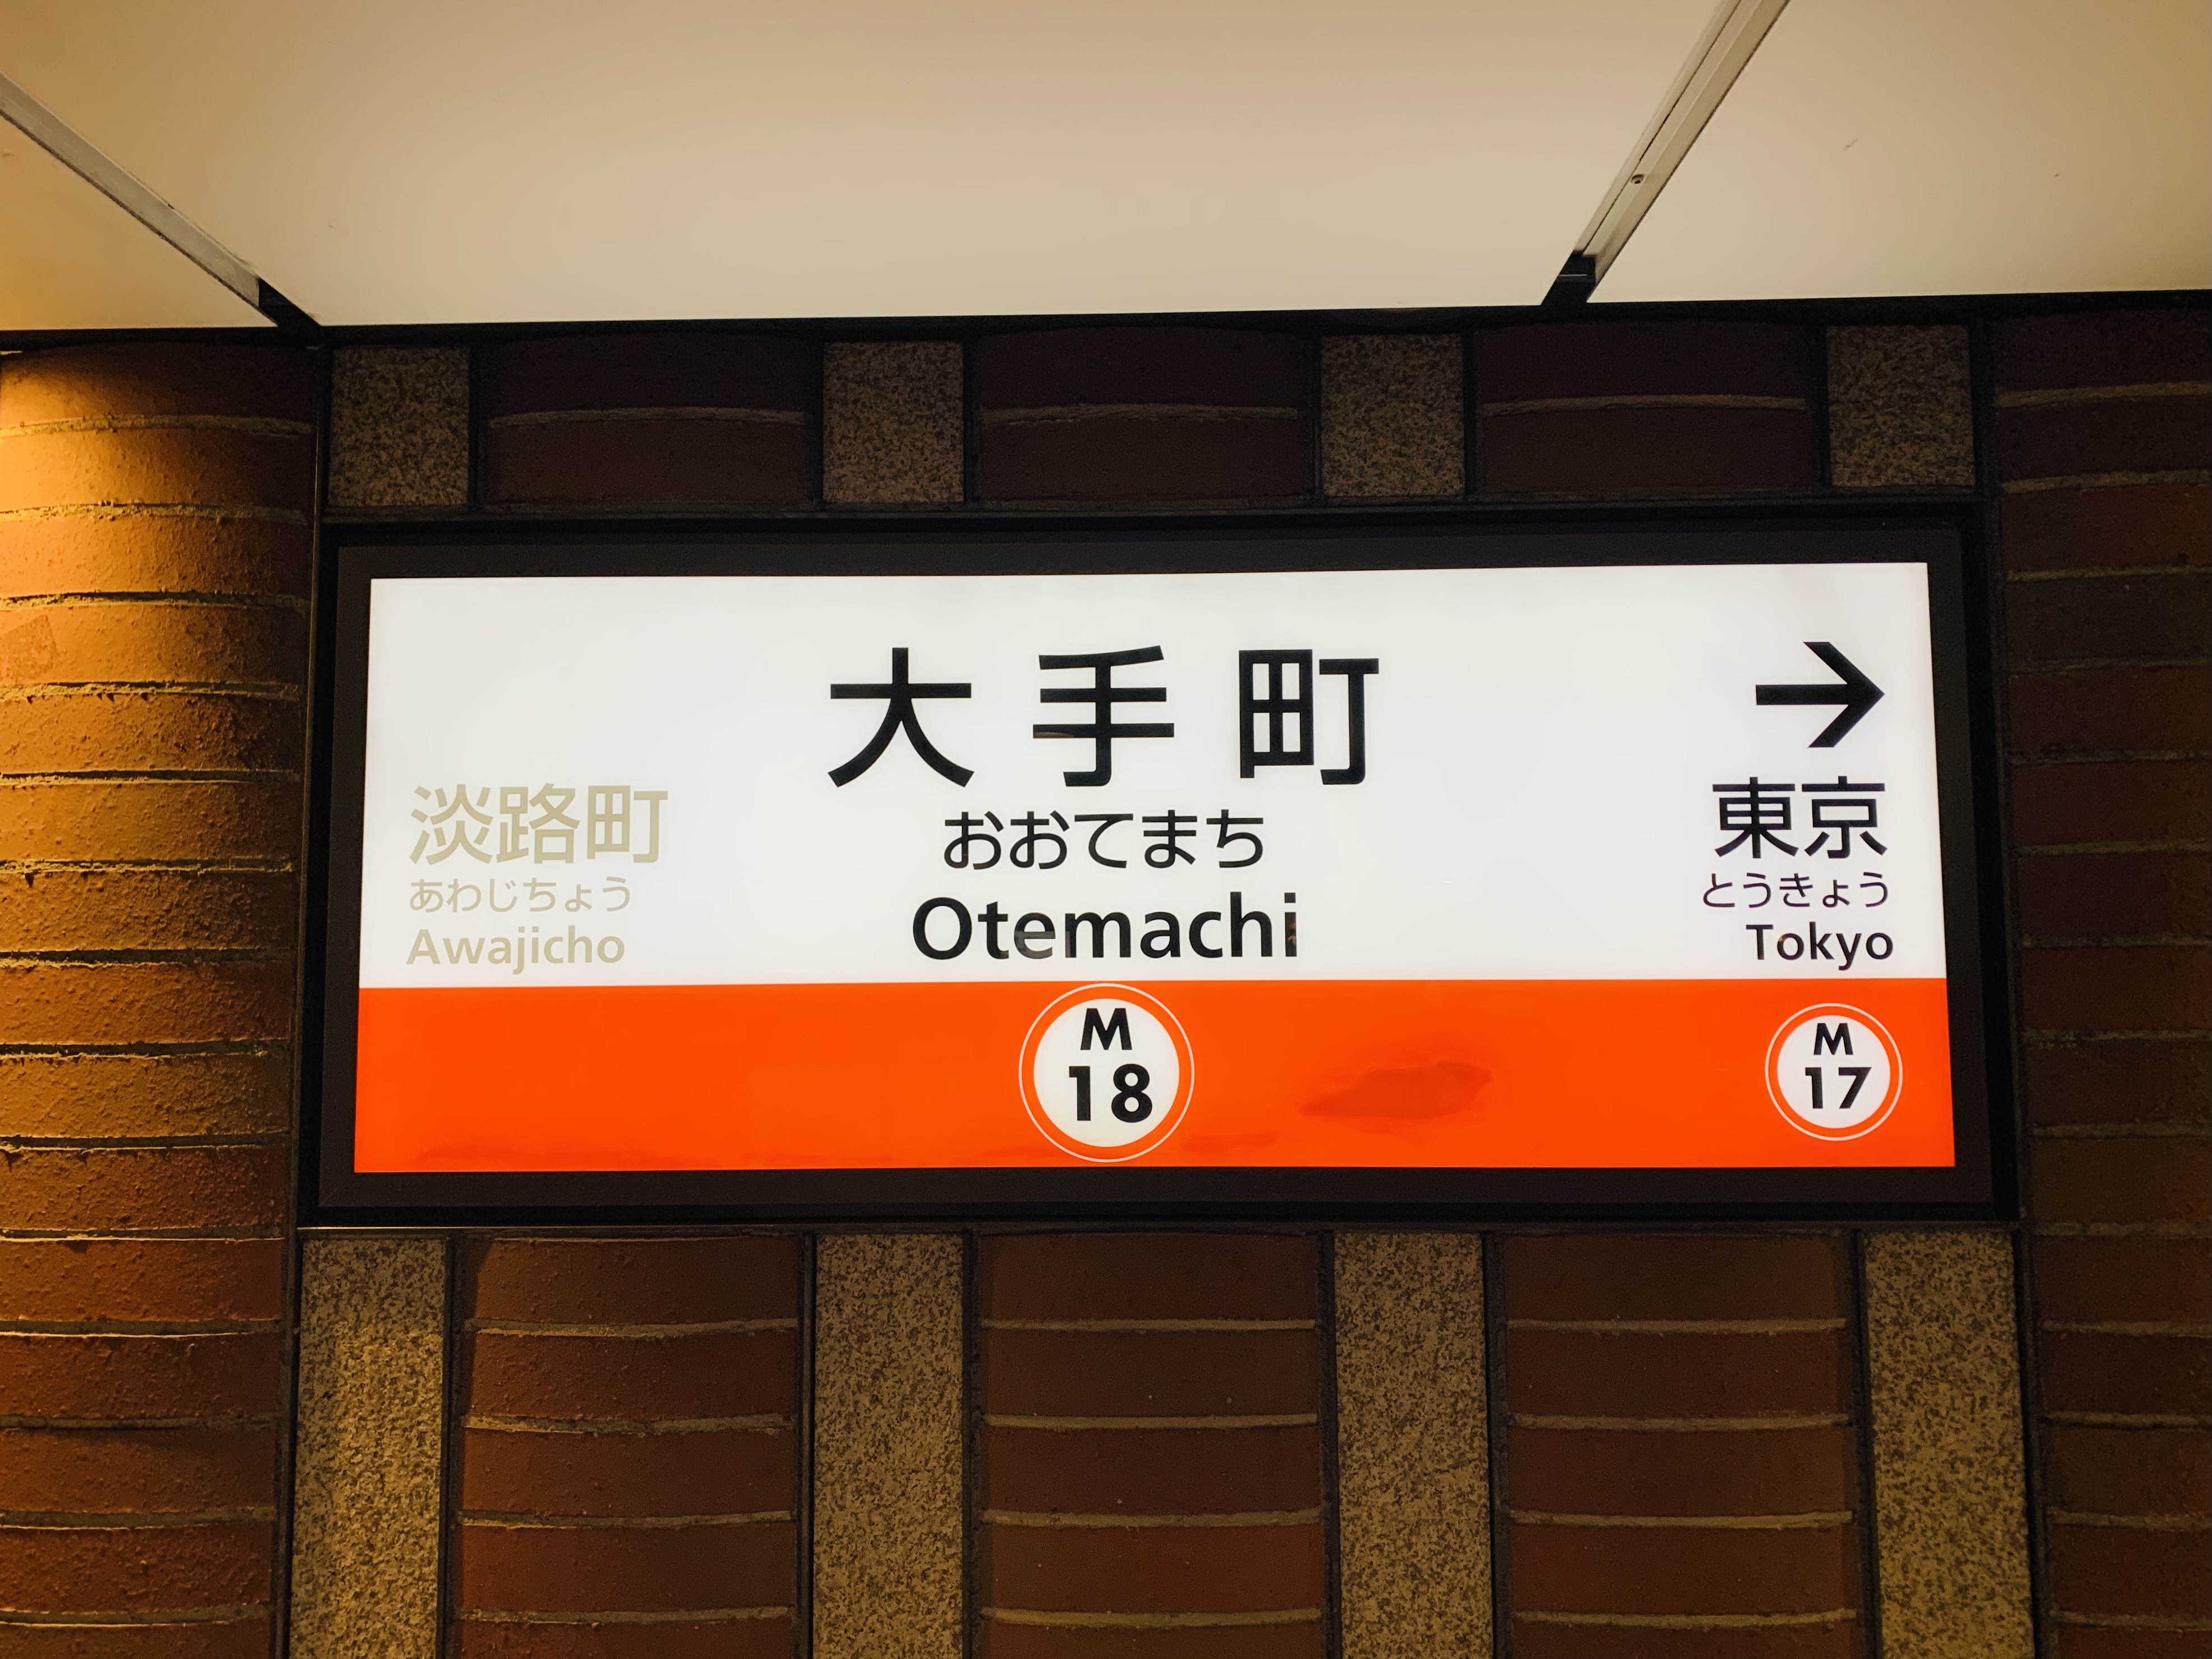 大手町
おおてまち
Otemachi
M
18
淡路町
あわじちょう
Awajicho
→
東京
とうきょう
Tokyo
M
17